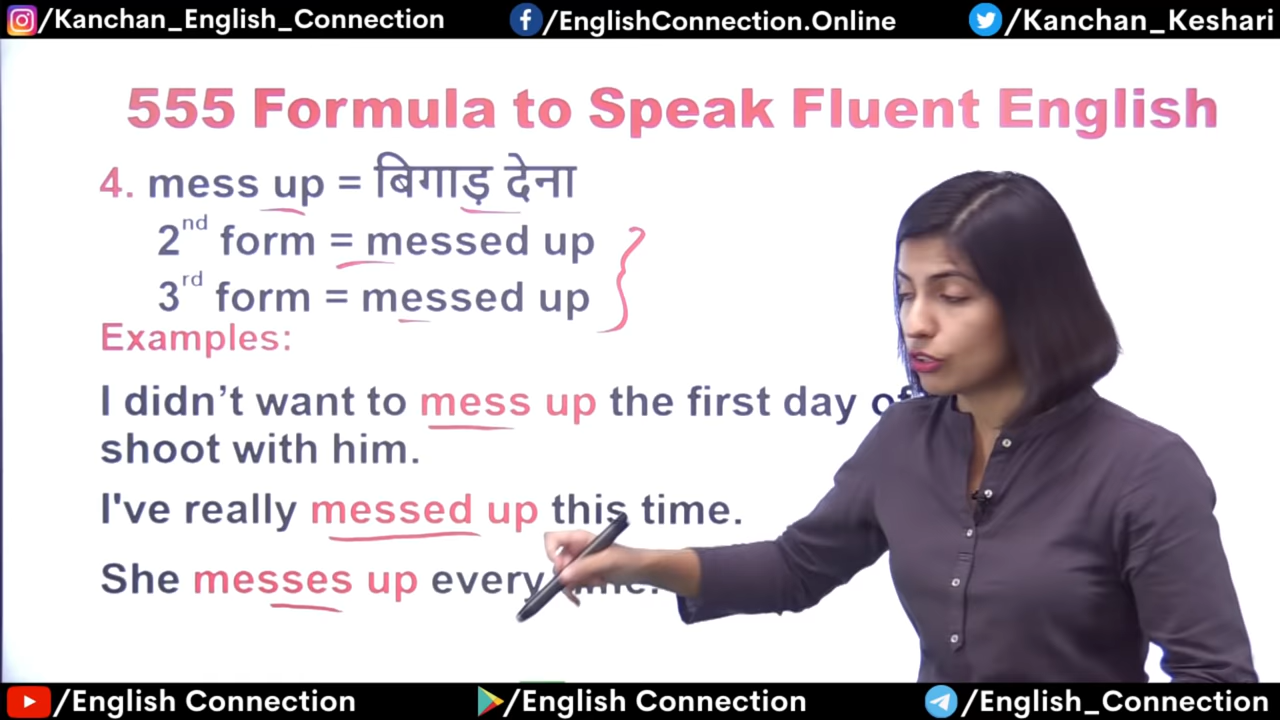 /Kanchan_English_Connection /EnglishConnection.Online /Kanchan_Keshari
555 Formula to Speak Fluent English
4. mess up = बिगाड़ देना
2nd form = messed up
3rd form = messed up
Examples:
I didn't want to mess up the first day of
shoot with him.
I've really messed up this time.
She messes up every time.
/English Connection /English Connection /English_Connection